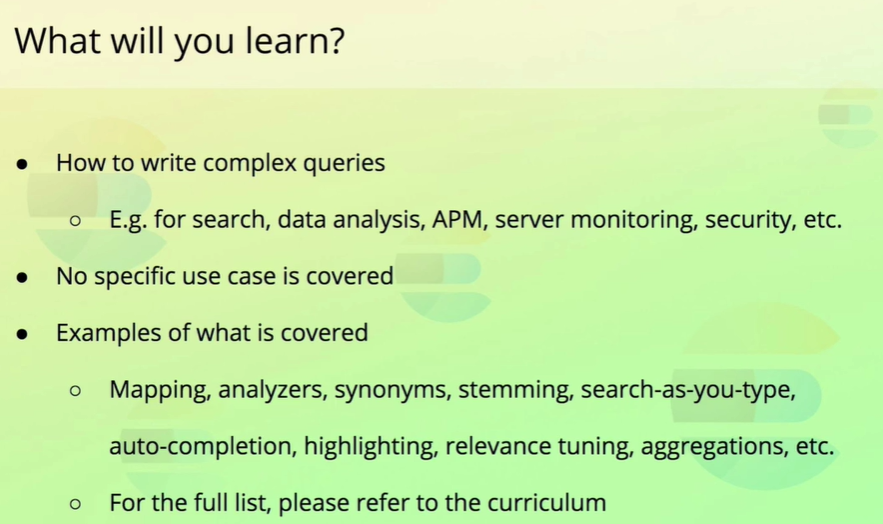 What will you learn?
● How to write complex queries
○ E.g. for search, data analysis, APM, server monitoring, security, etc.
● No specific use case is covered
● Examples of what is covered
○ Mapping, analyzers, synonyms, stemming, search-as-you-type,
auto-completion, highlighting, relevance tuning, aggregations, etc.
○ For the full list, please refer to the curriculum